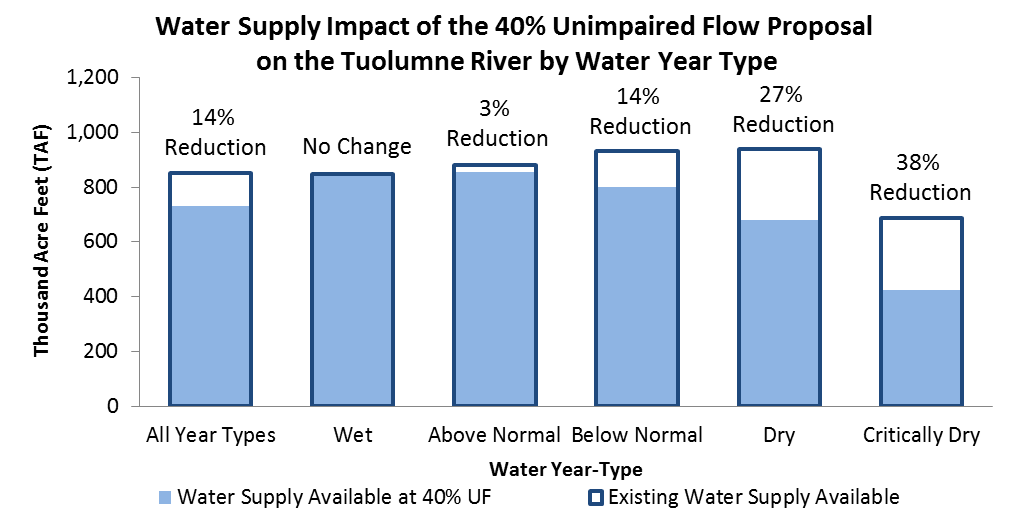 Water Supply Impact of the 40% Unimpaired Flow Proposal
on the Tuolumne River by Water Year Type
Thousand Acre Feet (TAF)
1,200
1,000
800
600
400
200
0
14%
Reduction
No Change
3%
Reduction
14%
Reduction
27%
Reduction
38%
Reduction
All Year Types
Wet
Above Normal
Below Normal
Dry
Critically Dry
Water Year-Type
Water Supply Available at 40% UF
Existing Water Supply Available